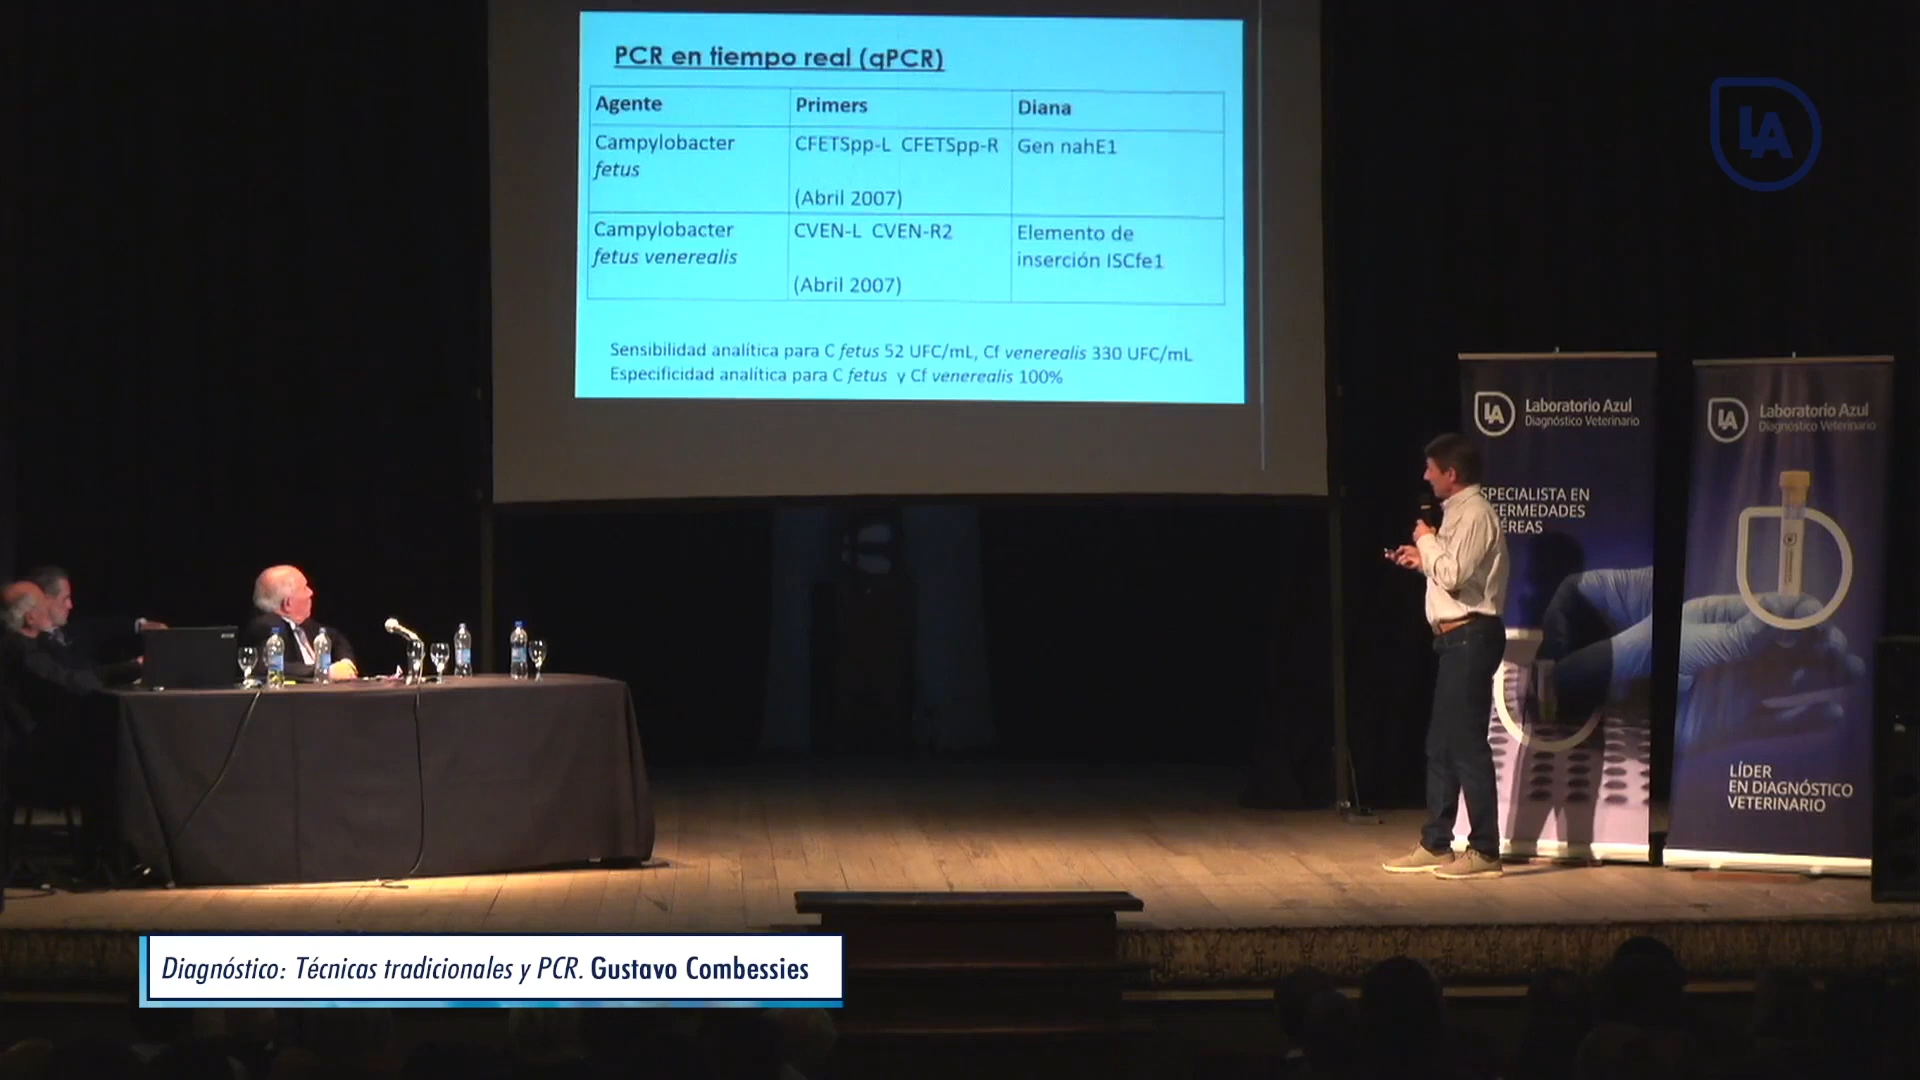 PCR en tiempo real (qPCR)
Agente Primers Diana
Campylobacter fetus
CFETSpp-L CFETSpp-R
(Abril 2007)
Gen nahE1
Campylobacter fetus venerealis
CVEN-L CVEN-R2
(Abril 2007)
Elemento de
inserción ISCfe1
Sensibilidad analítica para C fetus 52 UFC/mL, Cf venerealis 330 UFC/mL
Especificidad analítica para C fetus y Cf venerealis 100%
LA
LA
Laboratorio Azul
Diagnóstico Veterinario
SPECIALISTA EN
FERMEDADES
ÉREAS
LA
Laboratorio Azul
Diagnóstico Veterinario
LÍDER
EN DIAGNÓSTICO
VETERINARIO
Diagnóstico: Técnicas tradicionales y PCR. Gustavo Combessies